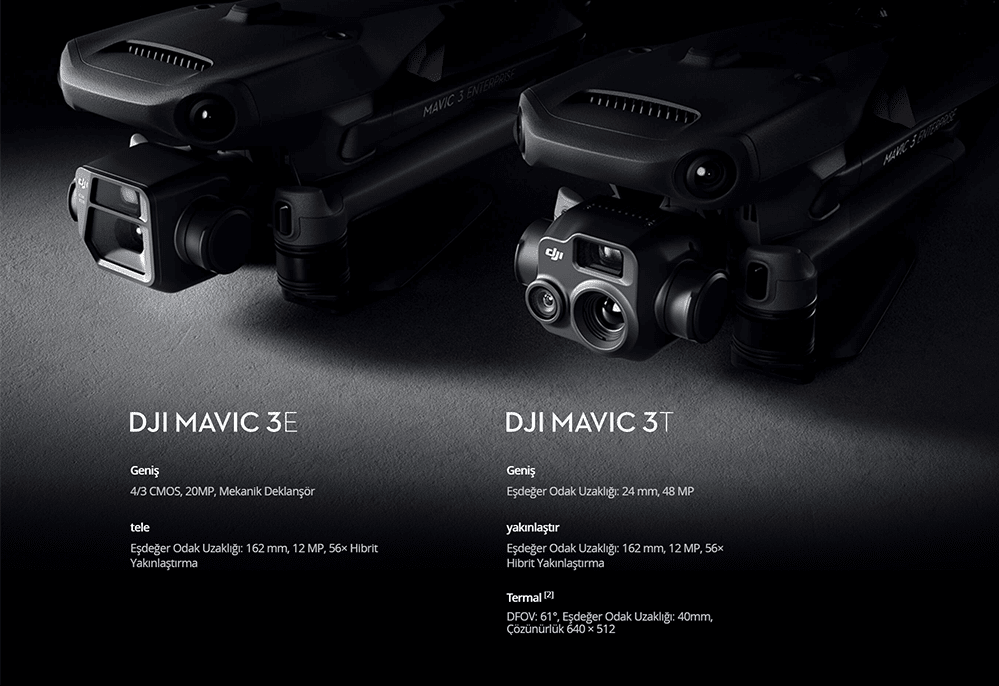 MAVIC 3 ENTERPRISE
MAVIC 3 ENTERPRISE
dji
dji
DJI MAVIC 3E
Geniş
4/3 CMOS, 20MP, Mekanik Deklanşör
tele
Eşdeğer Odak Uzaklığı: 162 mm, 12 MP, 56× Hibrit
Yakınlaştırma
DJI MAVIC 3T
Geniş
Eşdeğer Odak Uzaklığı: 24 mm, 48 MP
yakınlaştır
Eşdeğer Odak Uzaklığı: 162 mm, 12 MP, 56×
Hibrit Yakınlaştırma
Termal [2]
DFOV: 61°, Eşdeğer Odak Uzaklığı: 40mm,
Çözünürlük 640 × 512